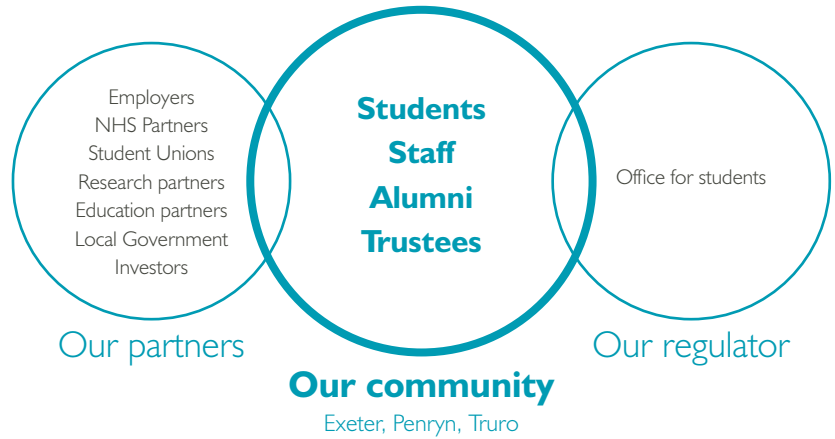 Employers
NHS Partners
Student Unions
Research partners
Education partners
Local Government
Investors
Our partners
Students
Staff
Alumni
Trustees
Our community
Exeter, Penryn, Truro
Office for students
Our regulator